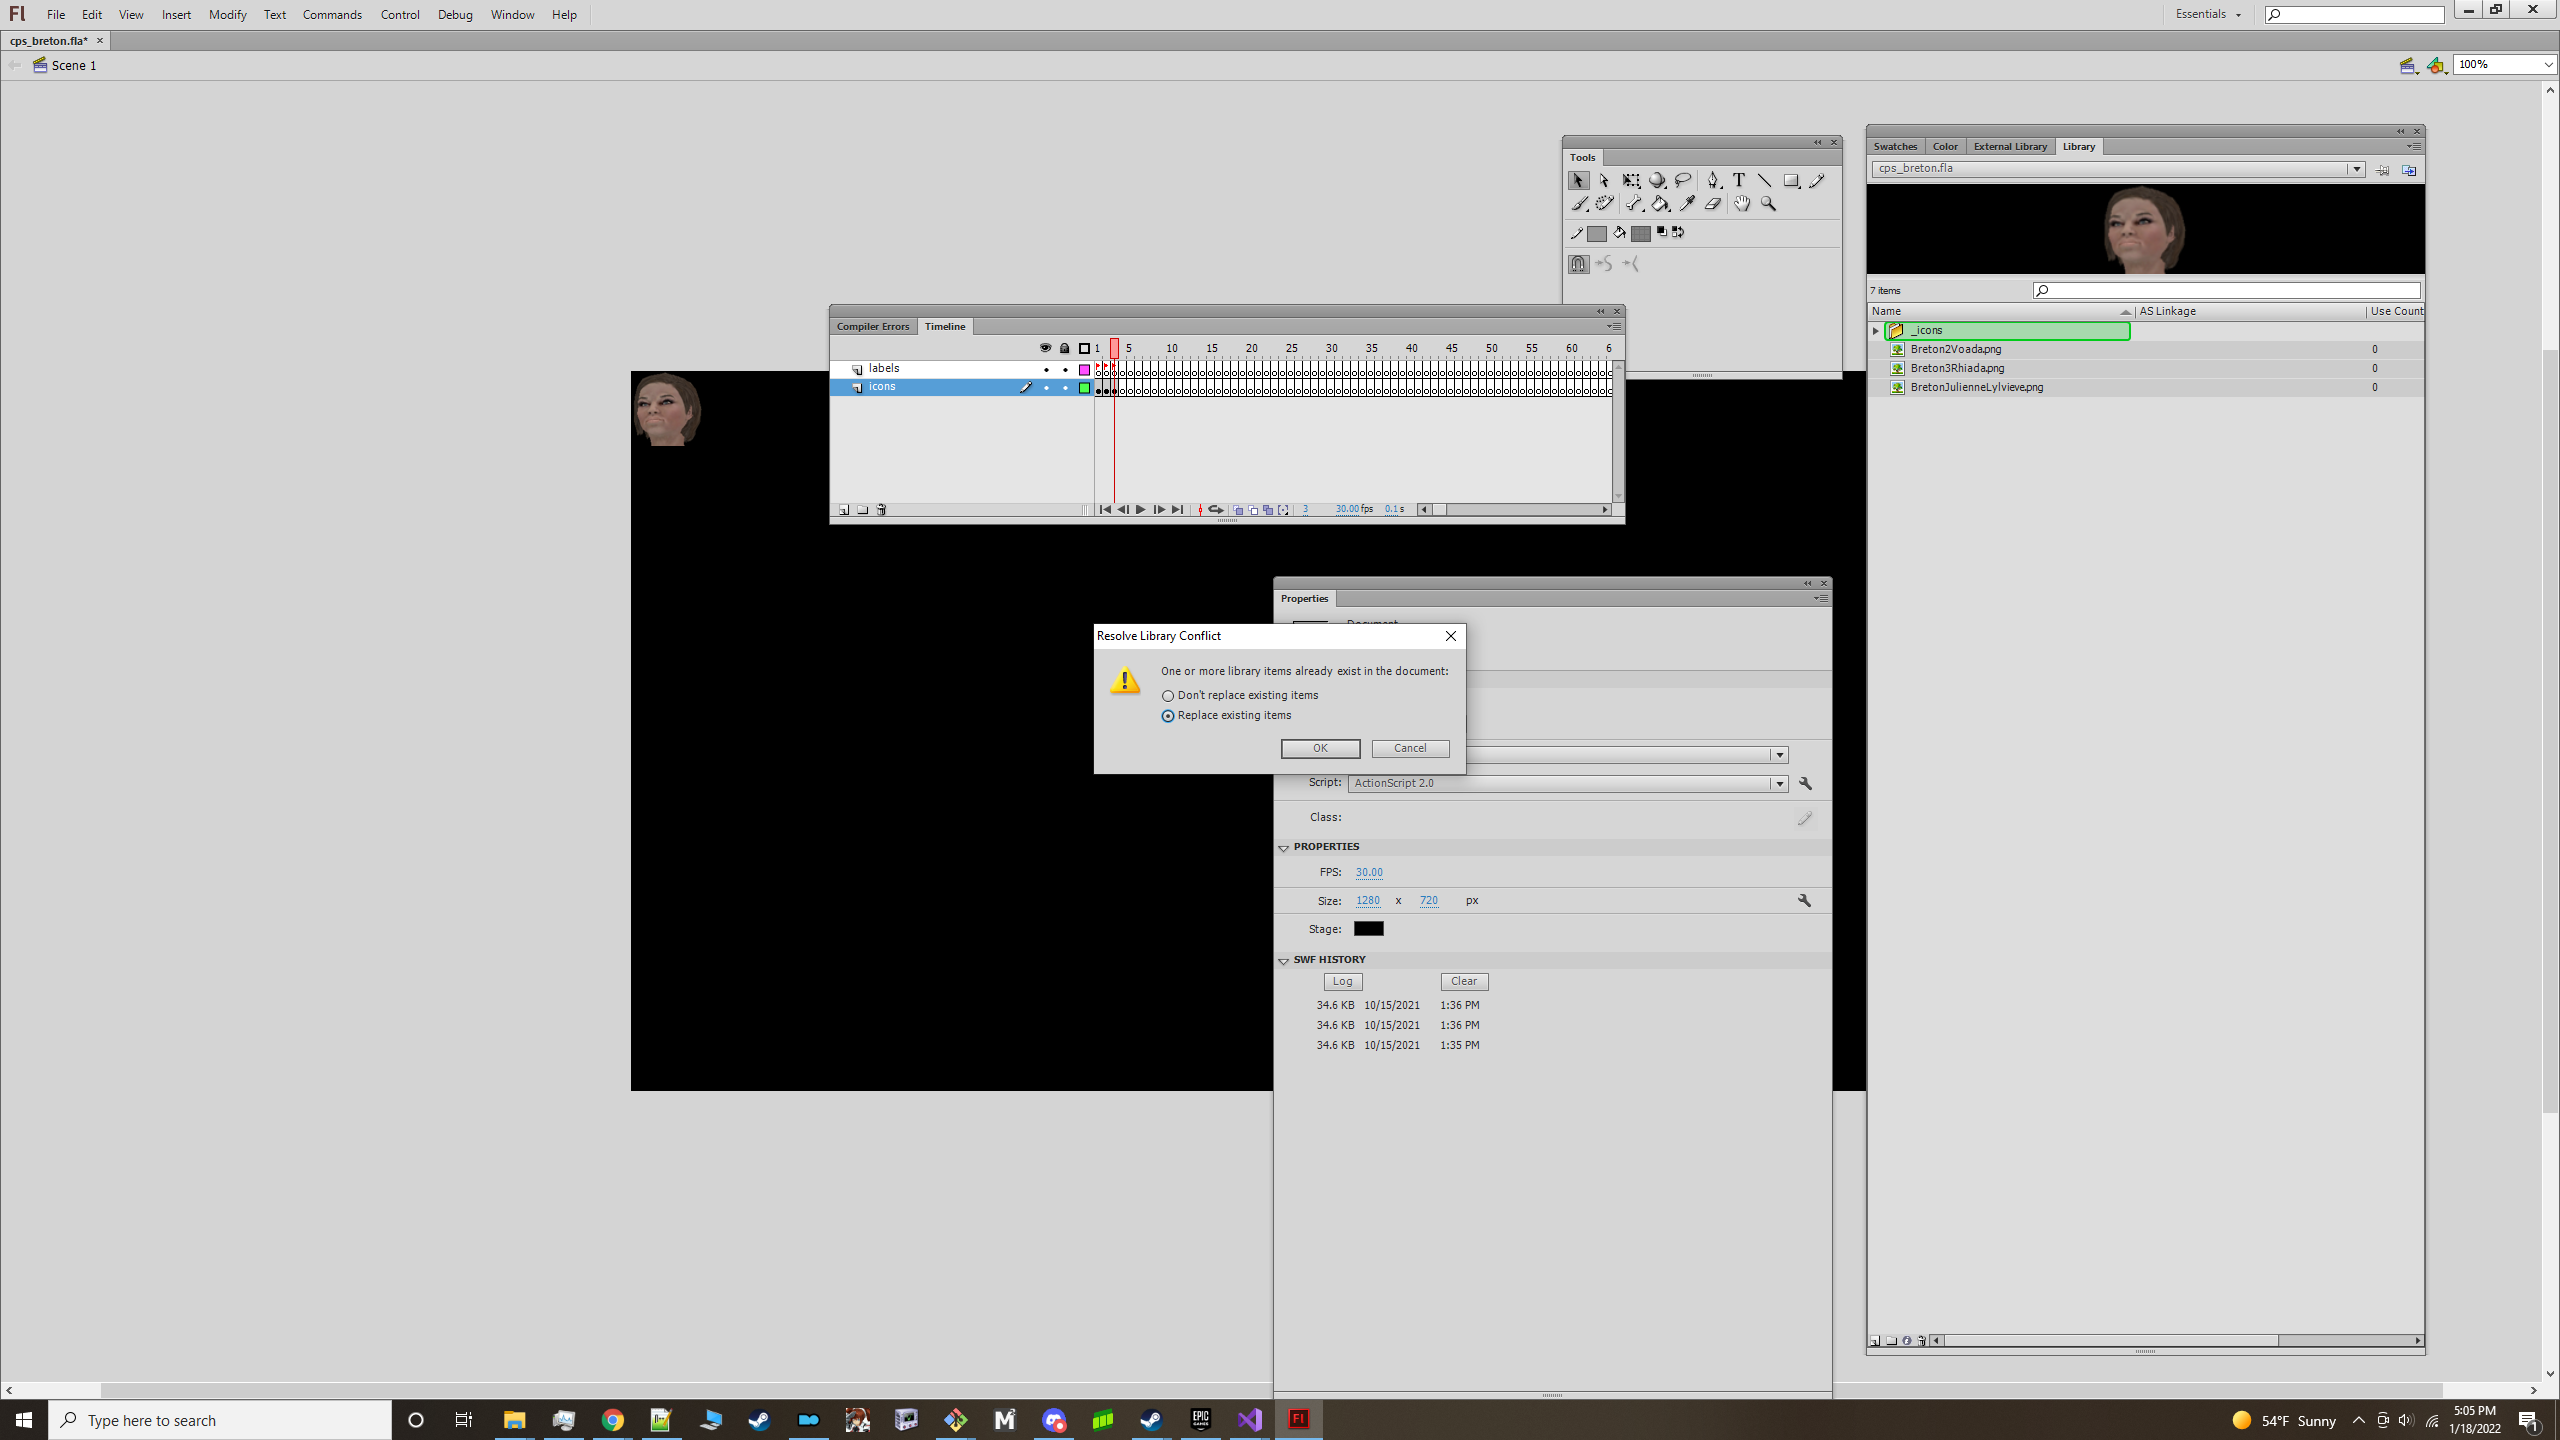 Fl File Edit View Insert Modify Text Commands Control Debug Window Help Essentials
cps_breton.fla*
Scene 1
100%
Swatches Color External Library Library
cps_breton.fla
7 items
Name AS Linkage Use Count
_icons
Breton2Voada.png 0
Breton3Rhiada.png 0
BretonJulienneLylvieve.png 0
Tools
Compiler Errors Timeline
1 5 10 15 20 25 30 35 40 45 50 55 60 6
labels
icons
3 30.00 fps 0.1 s
Properties
Resolve Library Conflict
One or more library items already exist in the document:
Don't replace existing items
Replace existing items
OK Cancel
Script: ActionScript 2.0
Class:
PROPERTIES
FPS: 30.00
Size: 1280 x 720 px
Stage:
SWF HISTORY
Log Clear
34.6 KB 10/15/2021 1:36 PM
34.6 KB 10/15/2021 1:36 PM
34.6 KB 10/15/2021 1:35 PM
Type here to search
EPIC GAMES
Fl
54°F Sunny
5:05 PM
1/18/2022
1